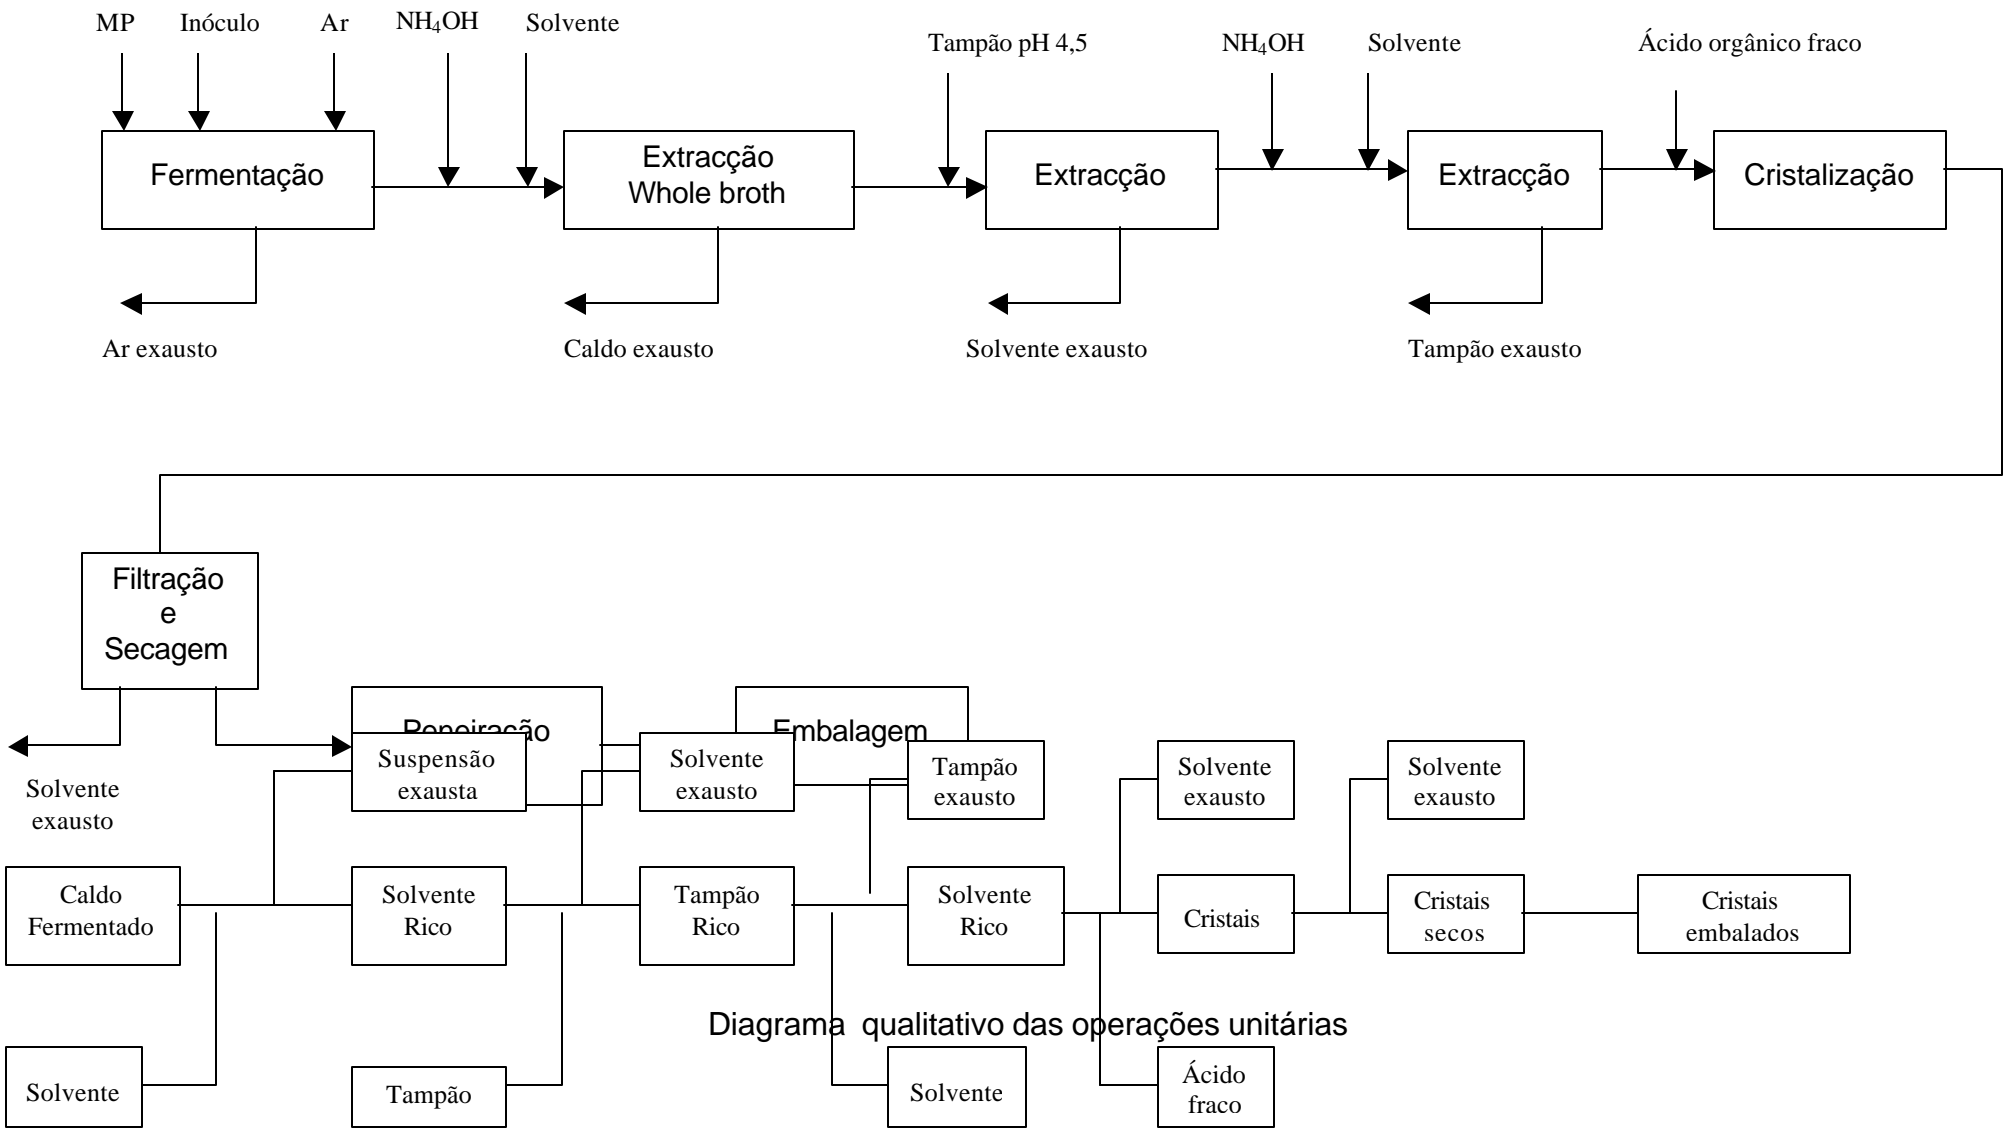 MP Inóculo Ar NH₄OH Solvente
Tampão pH 4,5 NH₄OH Solvente Ácido orgânico fraco
Fermentação
Extracção
Whole broth
Extracção
Extracção
Cristalização
Ar exausto
Caldo exausto
Solvente exausto
Tampão exausto
Filtração
e
Secagem
Peneiração
Embalagem
Solvente
exausto
Suspensão
exausta
Solvente
exausto
Tampão
exausto
Solvente
exausto
Solvente
exausto
Caldo
Fermentado
Solvente
Rico
Tampão
Rico
Solvente
Rico
Cristais
Cristais
secos
Cristais
embalados
Diagrama qualitativo das operações unitárias
Solvente
Tampão
Solvente
Ácido
fraco